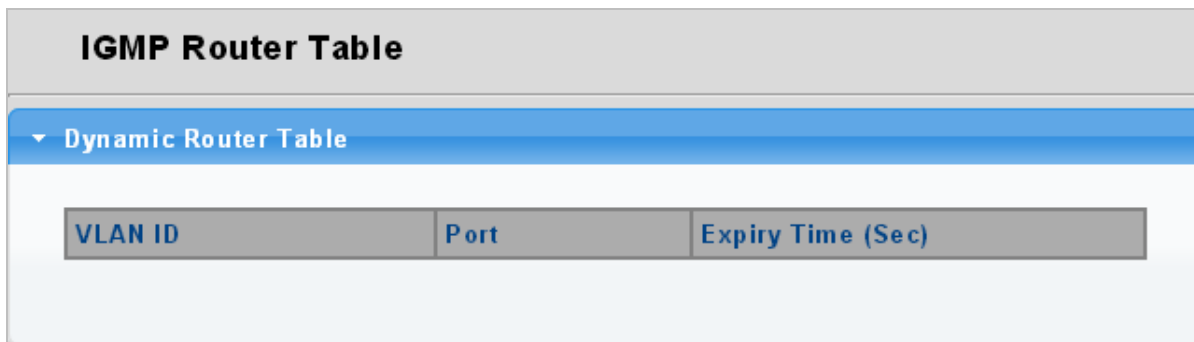 IGMP Router Table
Dynamic Router Table
VLAN ID Port Expiry Time (Sec)